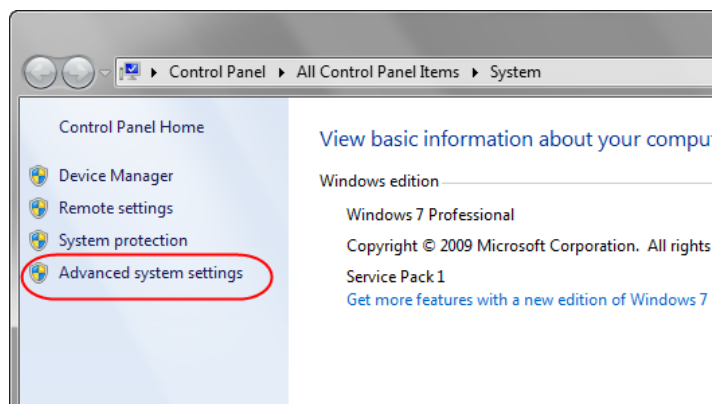 Control Panel ▸ All Control Panel Items ▸ System
Control Panel Home
Device Manager
Remote settings
System protection
Advanced system settings
View basic information about your compu
Windows edition
Windows 7 Professional
Copyright © 2009 Microsoft Corporation. All rights
Service Pack 1
Get more features with a new edition of Windows 7